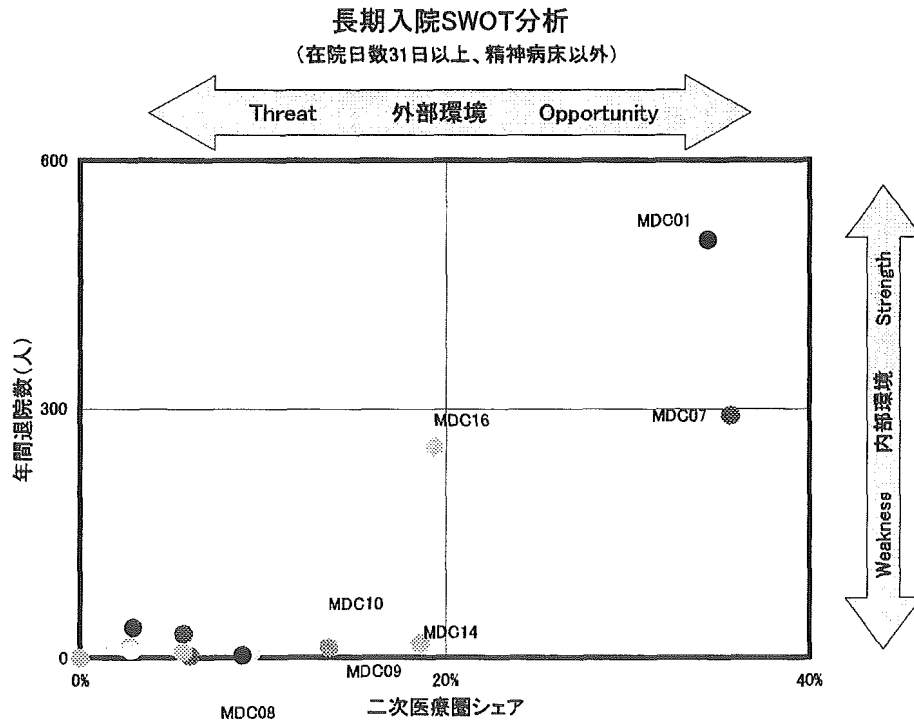 長期入院SWOT分析
（在院日数31日以上、精神病床以外）
Threat 外部環境 Opportunity
600
MDC01
Strength
年間退院数（人）
300
MDC16
MDC07
内部環境
Weakness
MDC10
MDC14
0
MDC09
0%
20%
40%
二次医療圏シェア
MDC08